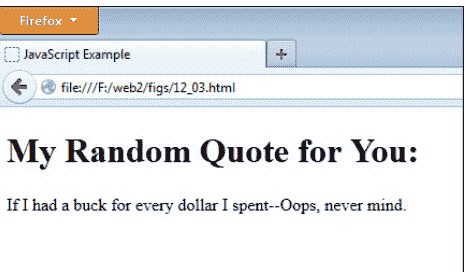 Firefox
JavaScript Example
file:///F:/web2/figs/12_03.html
My Random Quote for You:
If I had a buck for every dollar I spent--Oops, never mind.